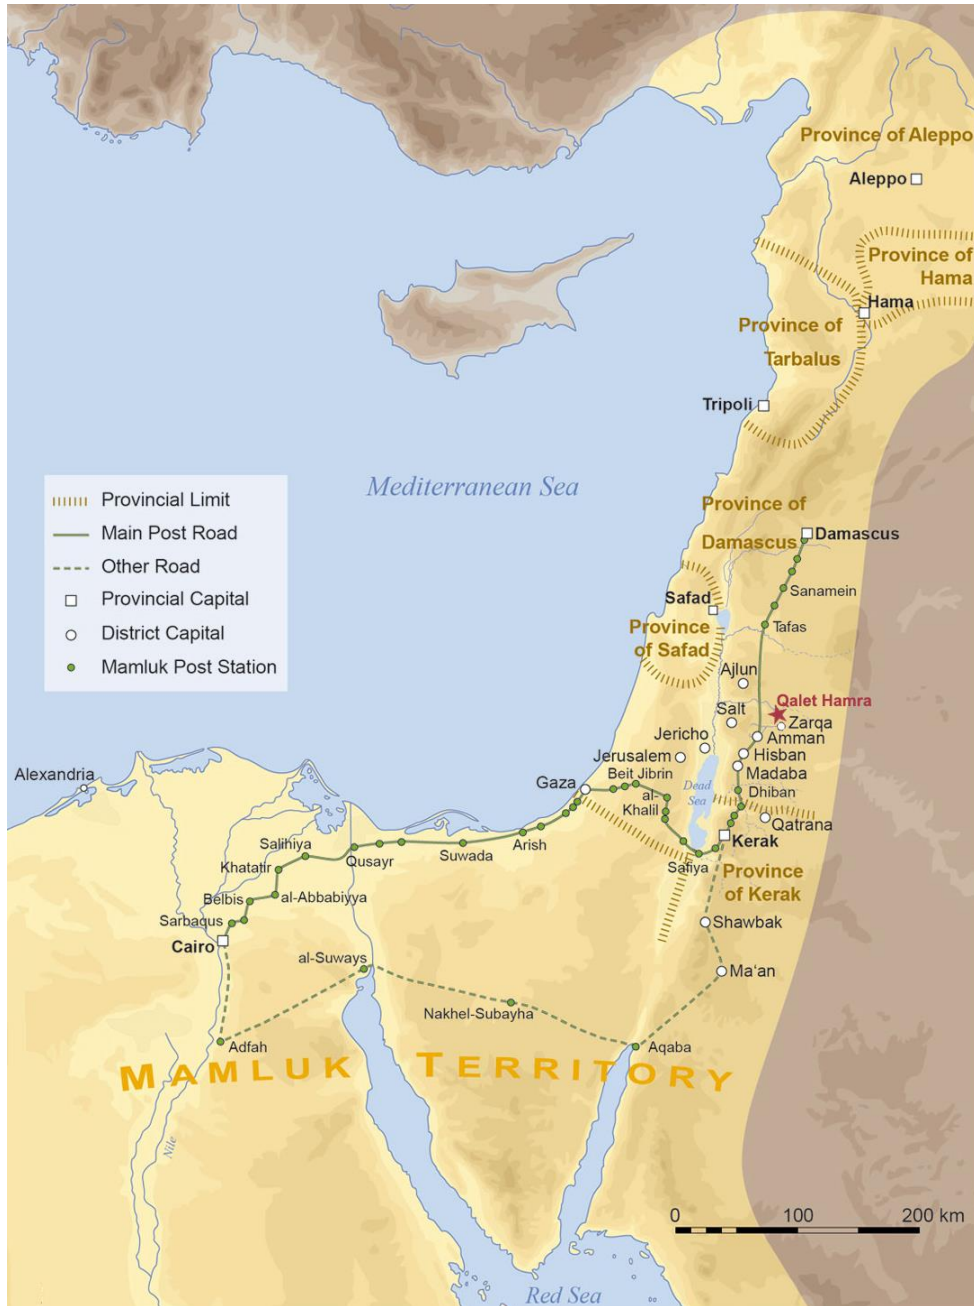 Province of Aleppo
Aleppo
Province of
Hama
Hama
Province of
Tarbalus
Tripoli
Mediterranean Sea
Provincial Limit
Main Post Road
Other Road
Provincial Capital
District Capital
Mamluk Post Station
Province of
Damascus
Damascus
Sanamein
Safad
Tafas
Province
of Safad
Ajlun
Qalet Hamra
Salt
Zarqa
Jericho
Amman
Jerusalem
Hisban
Alexandria
Gaza
Beit Jibrin
Madaba
Dead
Sea
al-
Khalil
Dhiban
Qatrana
Salihiya
Arish
Kerak
Khatatir
Qusayr
Suwada
Safiya
Province
of Kerak
Belbis
al-Abbabiyya
Sarbaqus
Shawbak
Cairo
al-Suways
Ma'an
Nakhel-Subayha
Adfah
Aqaba
MAMLUK TERRITORY
Nile
0 100 200 km
Red Sea